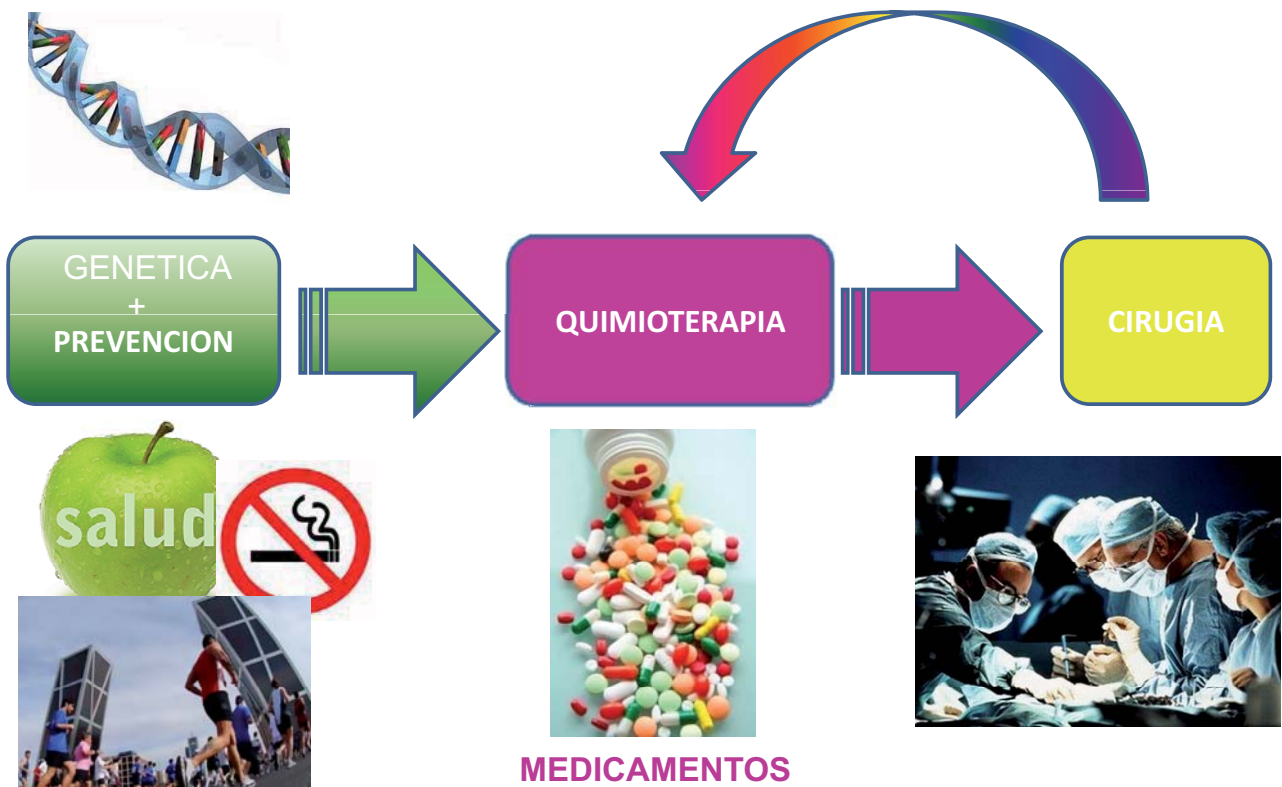 GENETICA
+
PREVENCION
QUIMIOTERAPIA
CIRUGIA
salud
MEDICAMENTOS